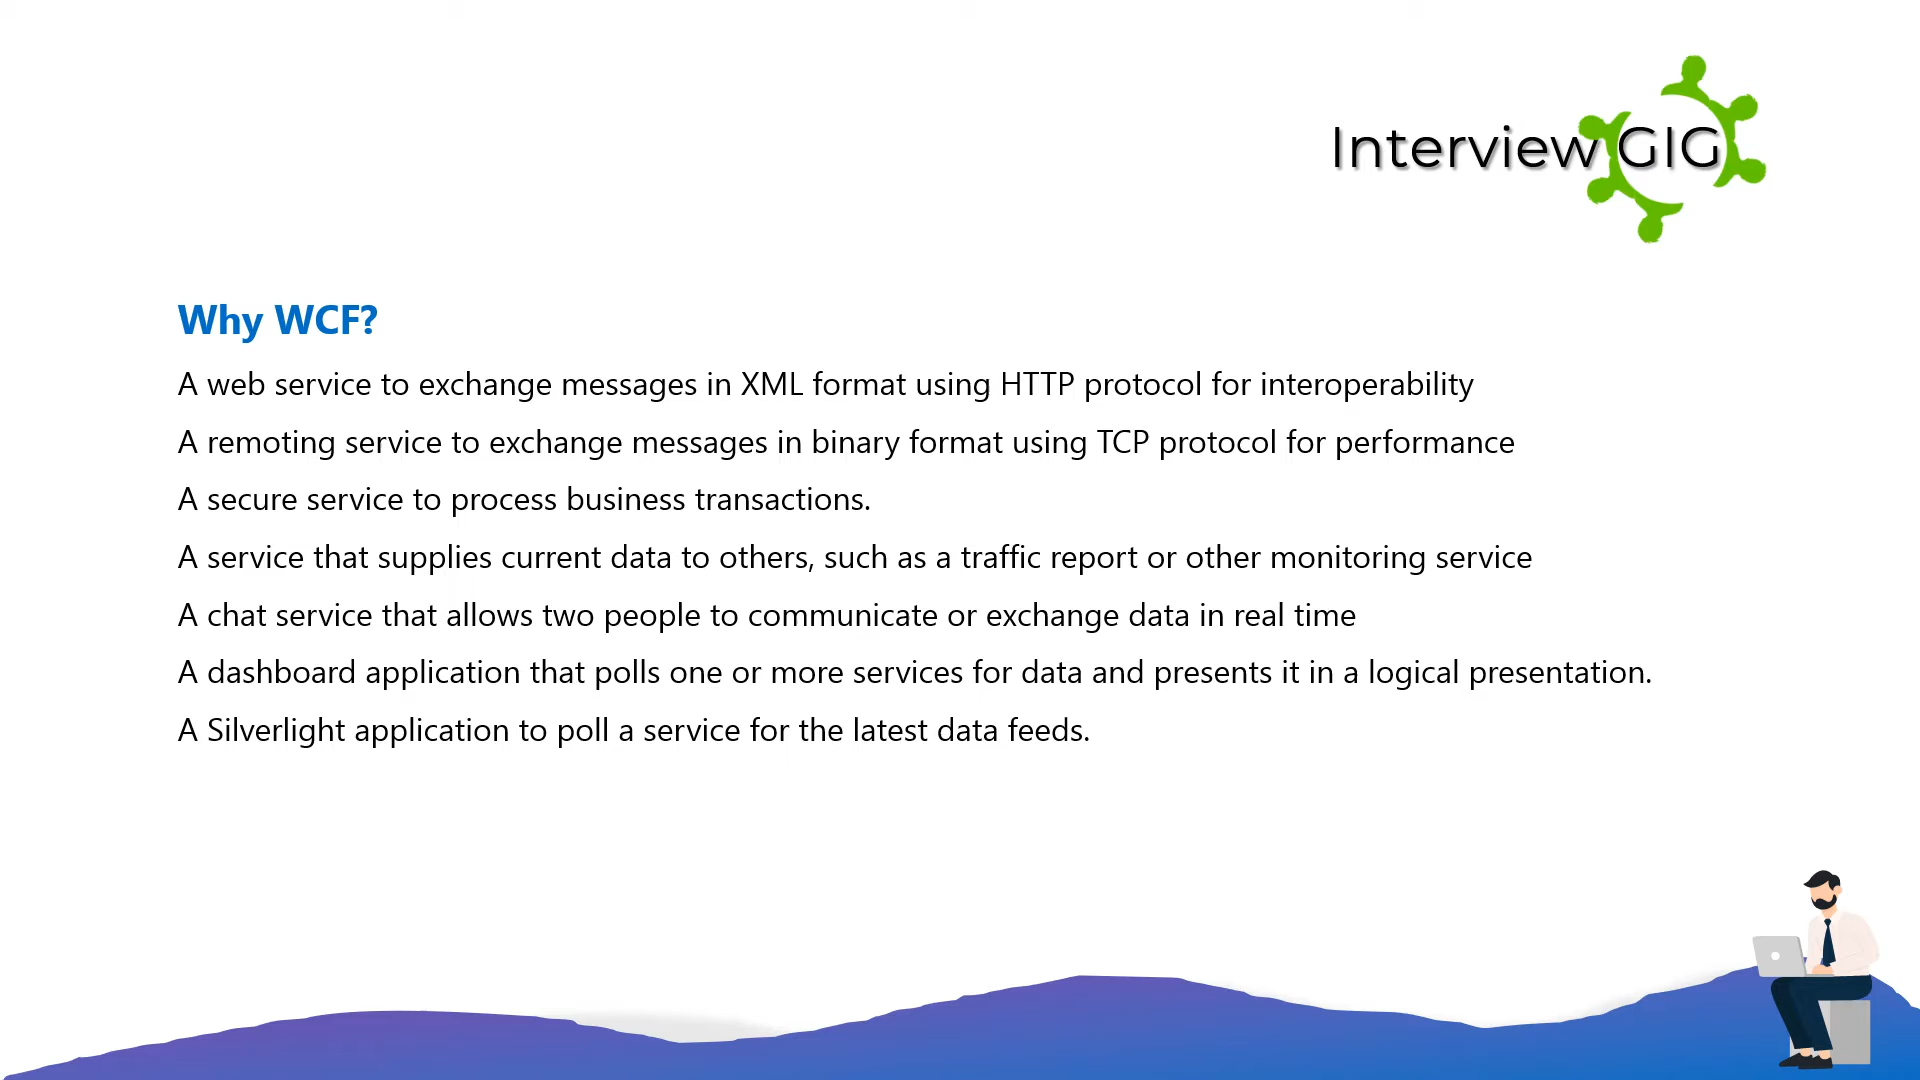 Interview GIG
Why WCF?
A web service to exchange messages in XML format using HTTP protocol for interoperability
A remoting service to exchange messages in binary format using TCP protocol for performance
A secure service to process business transactions.
A service that supplies current data to others, such as a traffic report or other monitoring service
A chat service that allows two people to communicate or exchange data in real time
A dashboard application that polls one or more services for data and presents it in a logical presentation.
A Silverlight application to poll a service for the latest data feeds.